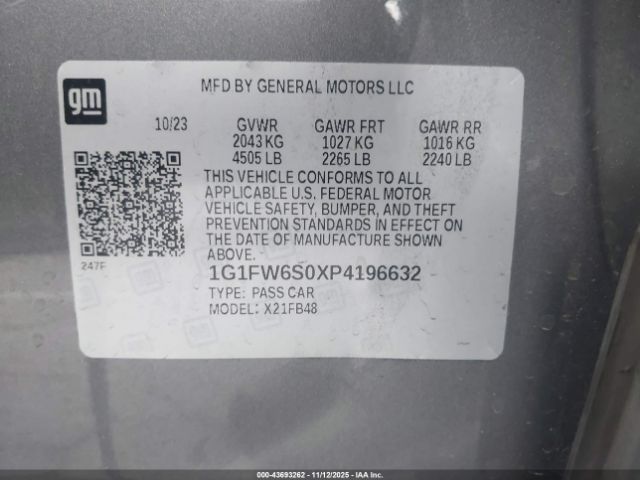 gm
MFD BY GENERAL MOTORS LLC
10/23 GVWR GAWR FRT GAWR RR
2043 KG 1027 KG 1016 KG
4505 LB 2265 LB 2240 LB
THIS VEHICLE CONFORMS TO ALL
APPLICABLE U.S. FEDERAL MOTOR
VEHICLE SAFETY, BUMPER, AND THEFT
PREVENTION STANDARDS IN EFFECT ON
THE DATE OF MANUFACTURE SHOWN
ABOVE.
247F
1G1FW6S0XP4196632
TYPE: PASS CAR
MODEL: X21FB48
000-43693262 - 11/12/2025 - IAAI.CA